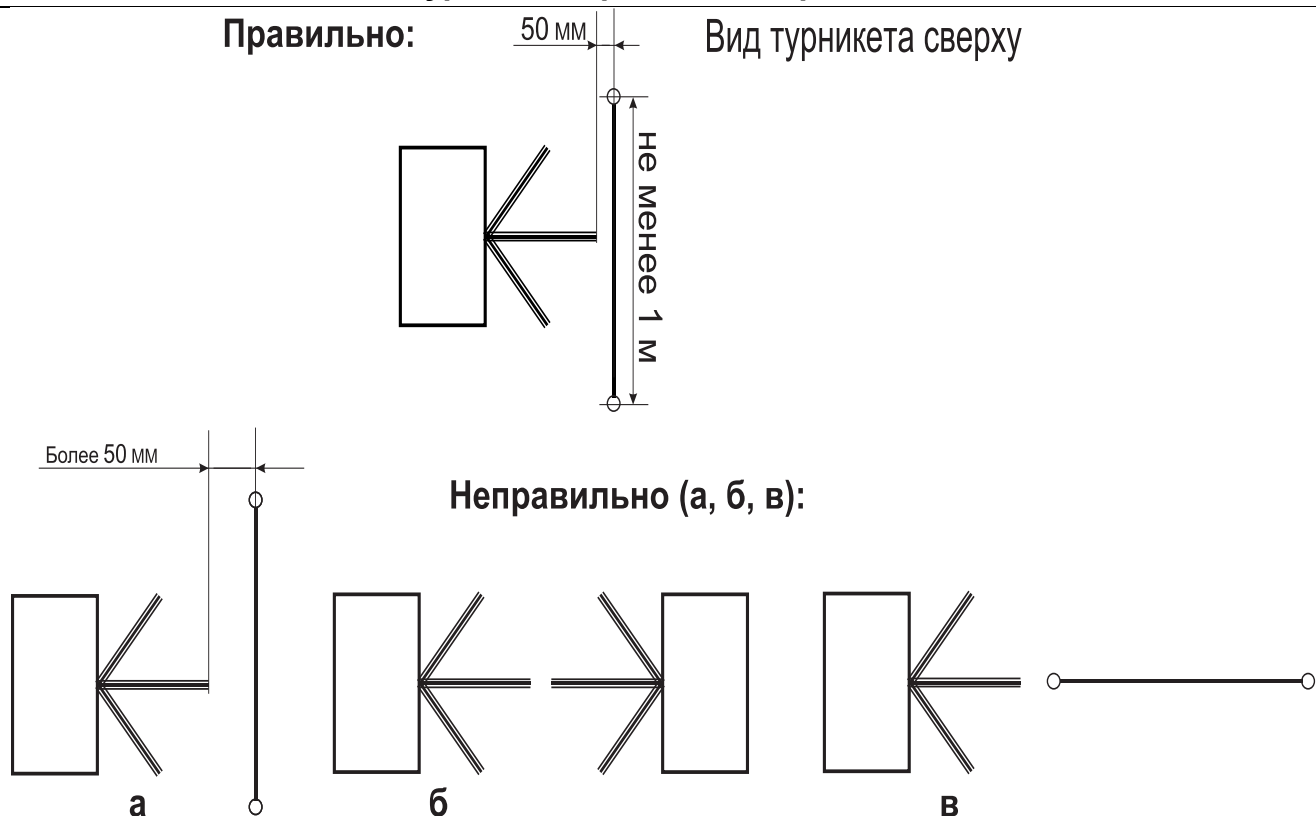 Правильно:
50 мм
Вид турникета сверху
не менее 1 м
Более 50 мм
Неправильно (а, б, в):
а
б
в